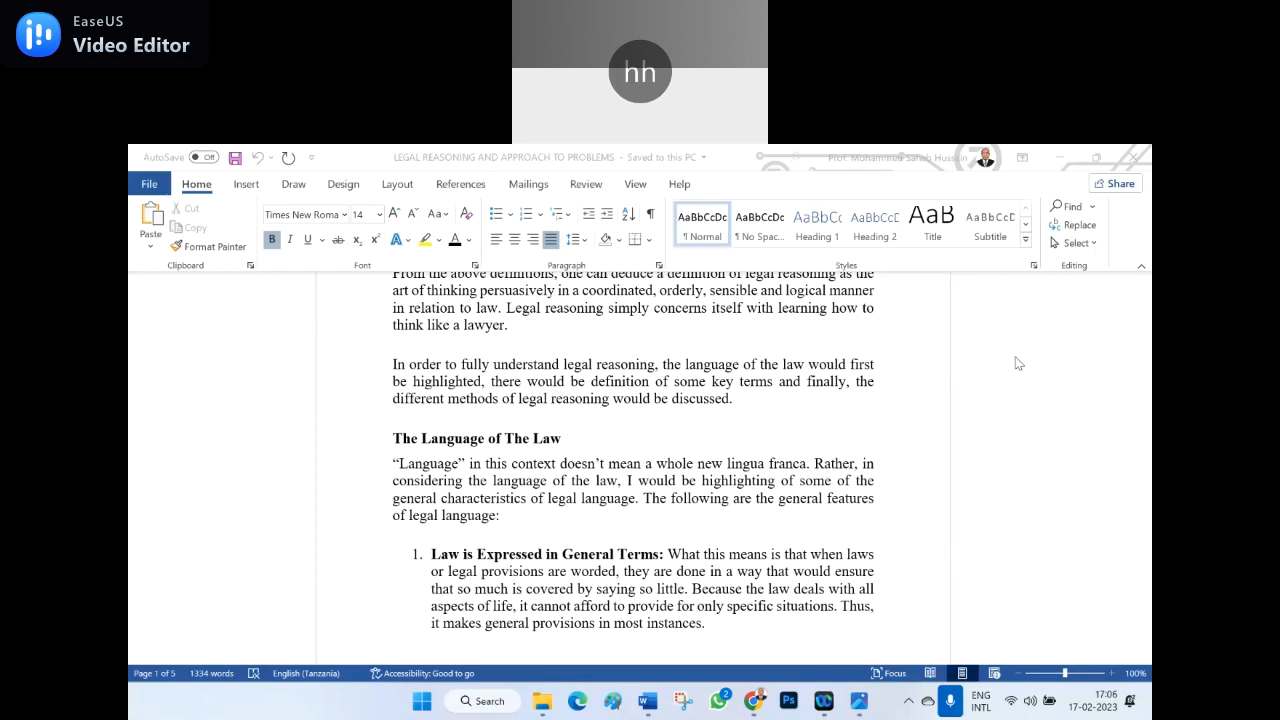 EaseUS
Video Editor
hh
AutoSave Off LEGAL REASONING AND APPROACH TO PROBLEMS - Saved to this PC Prof. Mohammed Saheb Hussain
File Home Insert Draw Design Layout References Mailings Review View Help Share
Paste Cut Copy Format Painter
Times New Roma 14
AaBbCcDc AaBbCcDc AaBbC( AaBbCcD AaB AaBbCcD
¶ Normal ¶ No Spac... Heading 1 Heading 2 Title Subtitle
Find
Replace
Select
Clipboard Font Paragraph Styles Editing
From the above definitions, one can deduce a definition of legal reasoning as the
art of thinking persuasively in a coordinated, orderly, sensible and logical manner
in relation to law. Legal reasoning simply concerns itself with learning how to
think like a lawyer.
In order to fully understand legal reasoning, the language of the law would first
be highlighted, there would be definition of some key terms and finally, the
different methods of legal reasoning would be discussed.
The Language of The Law
“Language” in this context doesn’t mean a whole new lingua franca. Rather, in
considering the language of the law, I would be highlighting of some of the
general characteristics of legal language. The following are the general features
of legal language:
1. Law is Expressed in General Terms: What this means is that when laws
or legal provisions are worded, they are done in a way that would ensure
that so much is covered by saying so little. Because the law deals with all
aspects of life, it cannot afford to provide for only specific situations. Thus,
it makes general provisions in most instances.
Page 1 of 5 1334 words English (Tanzania) Accessibility: Good to go Focus 100%
Search 2 Ps ENG INTL 17:06 17-02-2023